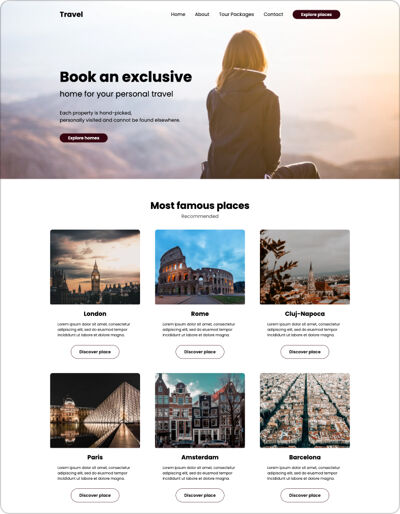 Travel
Home About Tour Packages Contact Explore places
Book an exclusive
home for your personal travel
Each property is hand-picked,
personally visited and cannot be found elsewhere.
Explore homes
Most famous places
Recommended
London
Lorem ipsum dolor sit amet, consectetur
adipiscing elit, sed do eiusmod tempor
incididunt ut labore et dolore magna.
Discover place
Rome
Lorem ipsum dolor sit amet, consectetur
adipiscing elit, sed do eiusmod tempor
incididunt ut labore et dolore magna.
Discover place
Cluj-Napoca
Lorem ipsum dolor sit amet, consectetur
adipiscing elit, sed do eiusmod tempor
incididunt ut labore et dolore magna.
Discover place
Paris
Lorem ipsum dolor sit amet, consectetur
adipiscing elit, sed do eiusmod tempor
incididunt ut labore et dolore magna.
Discover place
Amsterdam
Lorem ipsum dolor sit amet, consectetur
adipiscing elit, sed do eiusmod tempor
incididunt ut labore et dolore magna.
Discover place
Barcelona
Lorem ipsum dolor sit amet, consectetur
adipiscing elit, sed do eiusmod tempor
incididunt ut labore et dolore magna.
Discover place